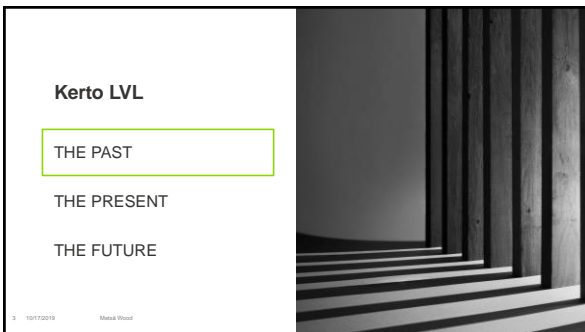 Kerto LVL
THE PAST
THE PRESENT
THE FUTURE
3 10/17/2019 Metsä Wood